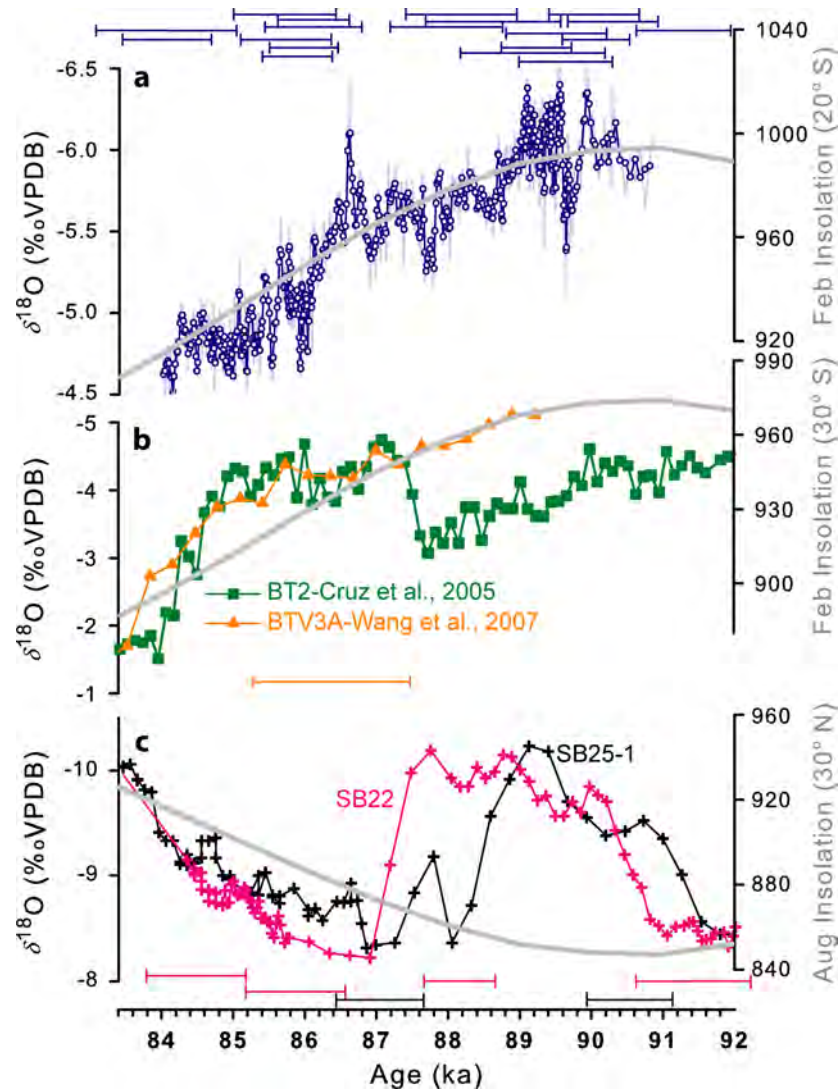 1040
-6.5
a
-6.0
1000
-5.5
960
-5.0
920
-4.5
δ¹⁸O (‰VPDB)
Feb Insolation (20° S)
990
-5
b
960
-4
930
-3
900
BT2-Cruz et al., 2005
BTV3A-Wang et al., 2007
-2
-1
δ¹⁸O (‰VPDB)
Feb Insolation (30° S)
960
c
-10
SB25-1
SB22
920
-9
880
-8
840
δ¹⁸O (‰VPDB)
Aug Insolation (30° N)
84 85 86 87 88 89 90 91 92
Age (ka)